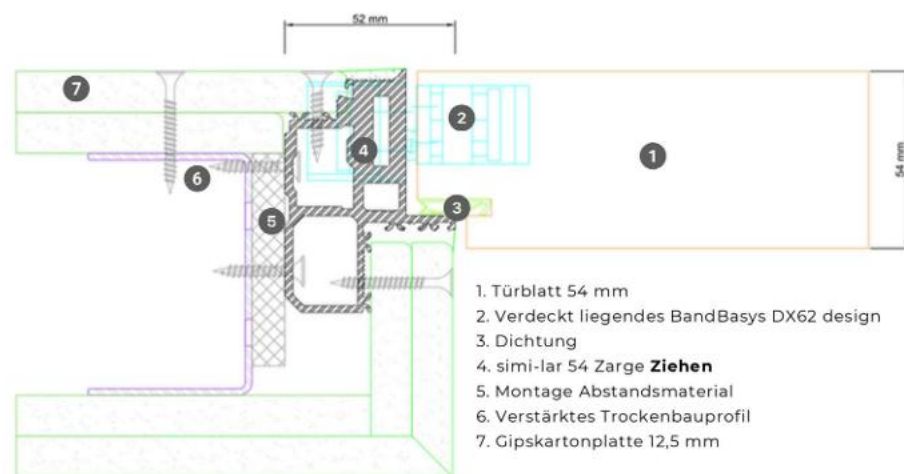 52 mm
7
2
4
1
54 mm
6
3
5
1. Türblatt 54 mm
2. Verdeckt liegendes BandBasys DX62 design
3. Dichtung
4. simi-lar 54 Zarge Ziehen
5. Montage Abstandsmaterial
6. Verstärktes Trockenbauprofil
7. Gipskartonplatte 12,5 mm